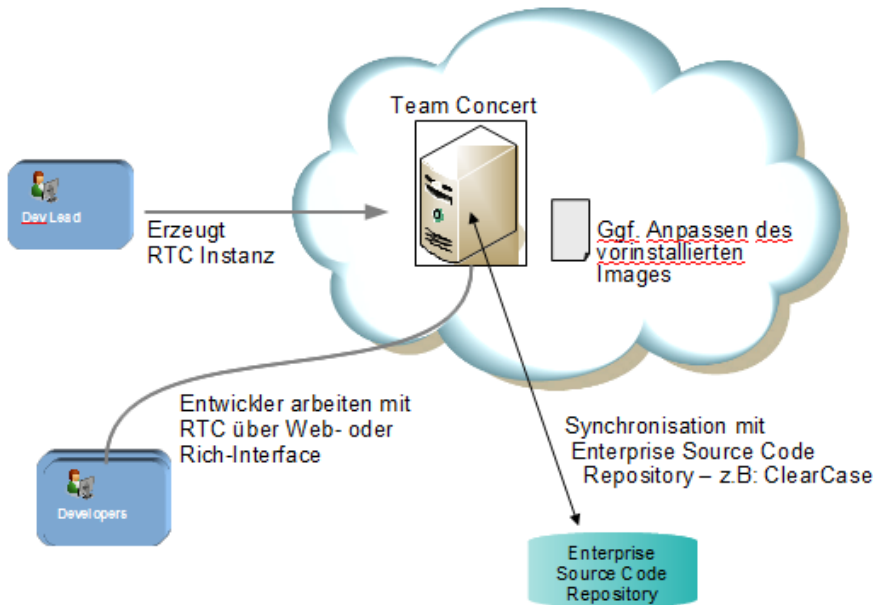 Team Concert
Dev Lead
Erzeugt
RTC Instanz
Ggf. Anpassen des
vorinstallierten
Images
Entwickler arbeiten mit
RTC über Web- oder
Rich-Interface
Developers
Synchronisation mit
Enterprise Source Code
Repository – z.B: ClearCase
Enterprise
Source Code
Repository